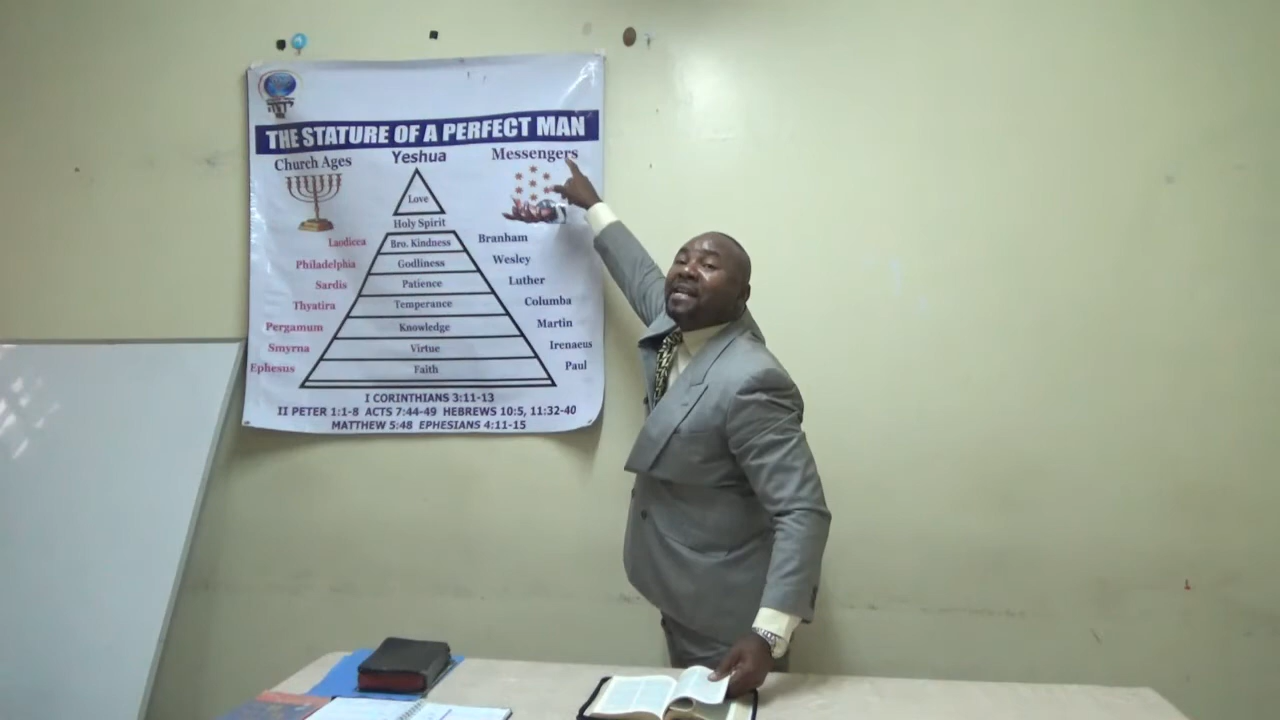 THE STATURE OF A PERFECT MAN
Church Ages
Yeshua
Messengers
Love
Holy Spirit
Laodicea
Bro. Kindness
Branham
Philadelphia
Godliness
Wesley
Sardis
Patience
Luther
Thyatira
Temperance
Columba
Pergamum
Knowledge
Martin
Smyrna
Virtue
Irenaeus
Ephesus
Faith
Paul
I CORINTHIANS 3:11-13
II PETER 1:1-8 ACTS 7:44-49 HEBREWS 10:5, 11:32-40
MATTHEW 5:48 EPHESIANS 4:11-15